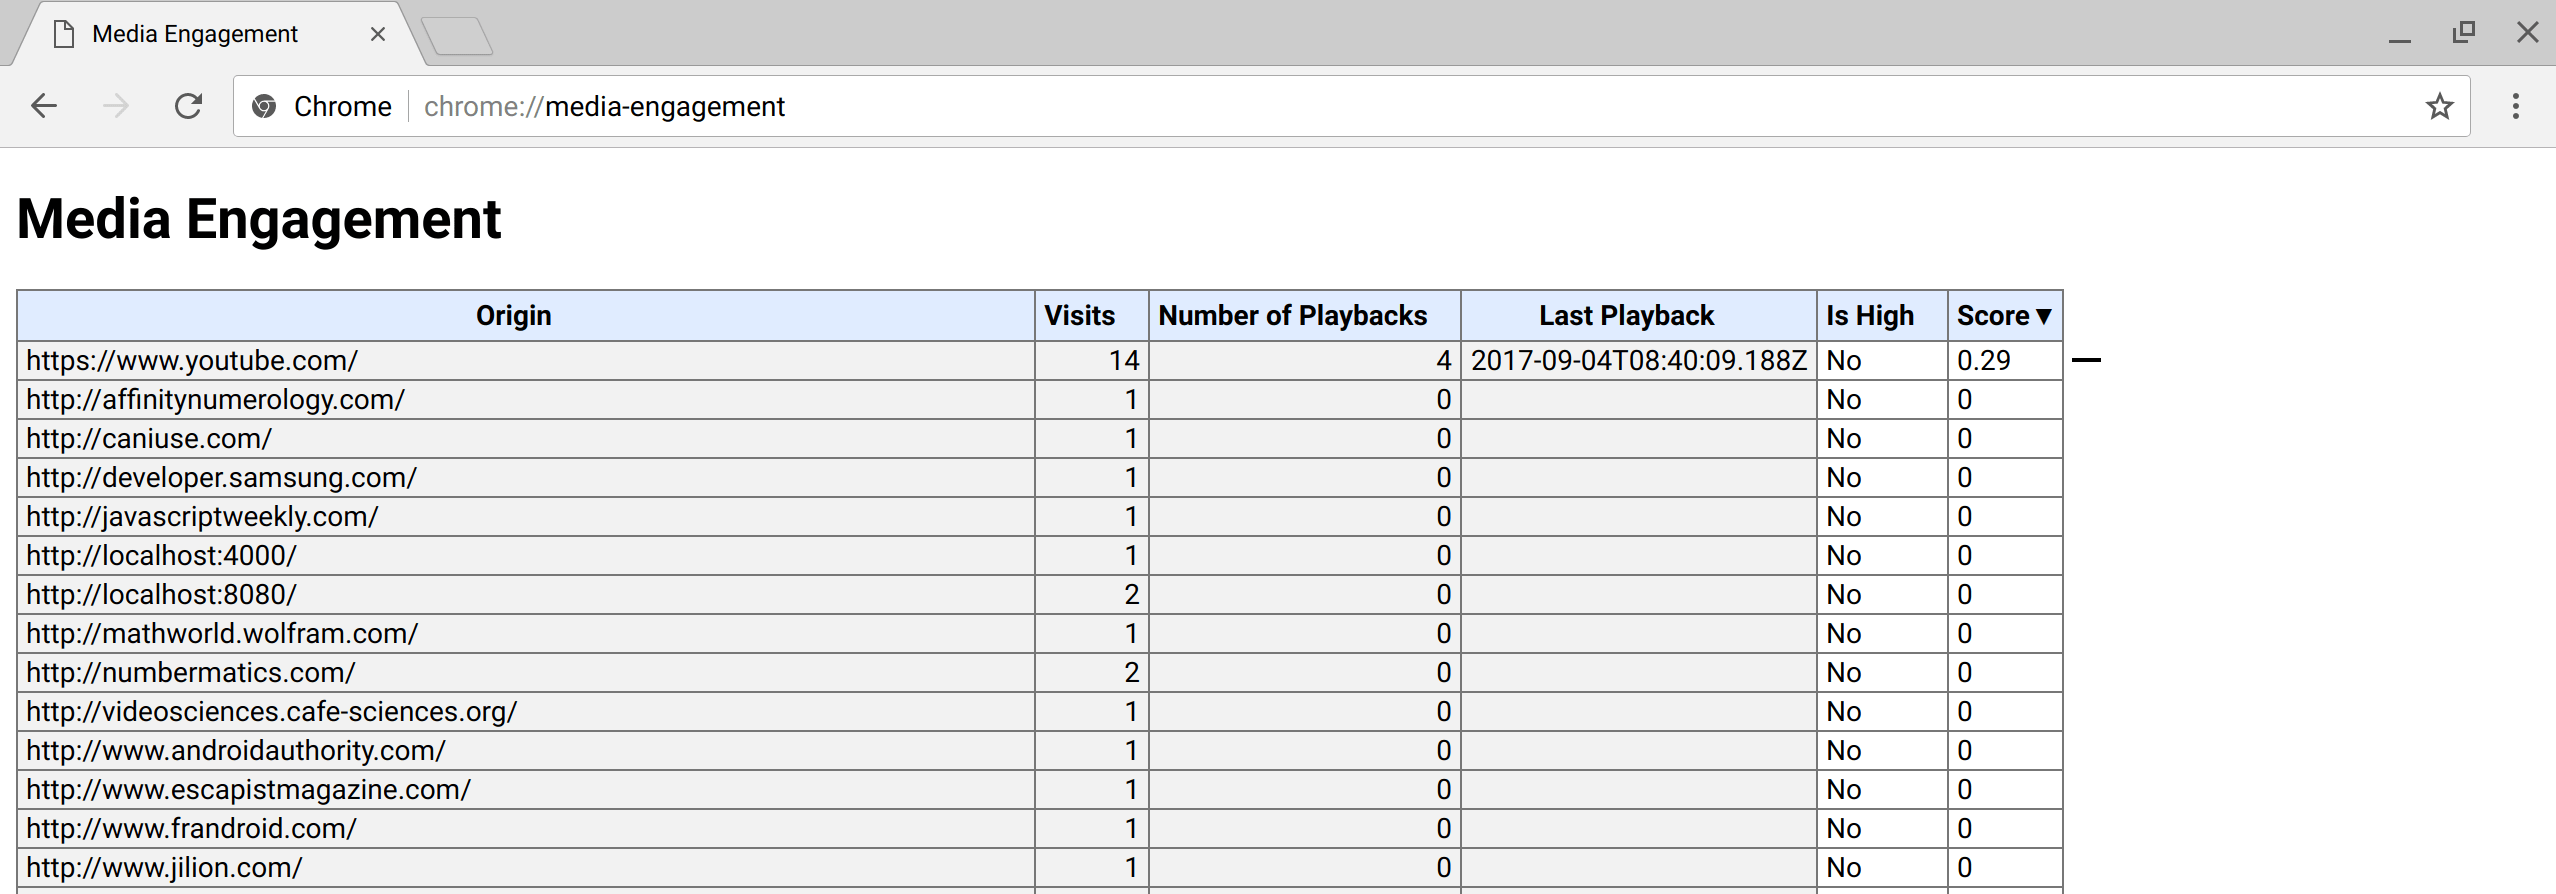 Media Engagement
Chrome chrome://media-engagement
Media Engagement
Origin Visits Number of Playbacks Last Playback Is High Score ▼
https://www.youtube.com/ 14 4 2017-09-04T08:40:09.188Z No 0.29
http://affinitynumerology.com/ 1 0 No 0
http://caniuse.com/ 1 0 No 0
http://developer.samsung.com/ 1 0 No 0
http://javascriptweekly.com/ 1 0 No 0
http://localhost:4000/ 1 0 No 0
http://localhost:8080/ 2 0 No 0
http://mathworld.wolfram.com/ 1 0 No 0
http://numbermatics.com/ 2 0 No 0
http://videosciences.cafe-sciences.org/ 1 0 No 0
http://www.androidauthority.com/ 1 0 No 0
http://www.escapistmagazine.com/ 1 0 No 0
http://www.frandroid.com/ 1 0 No 0
http://www.jilion.com/ 1 0 No 0